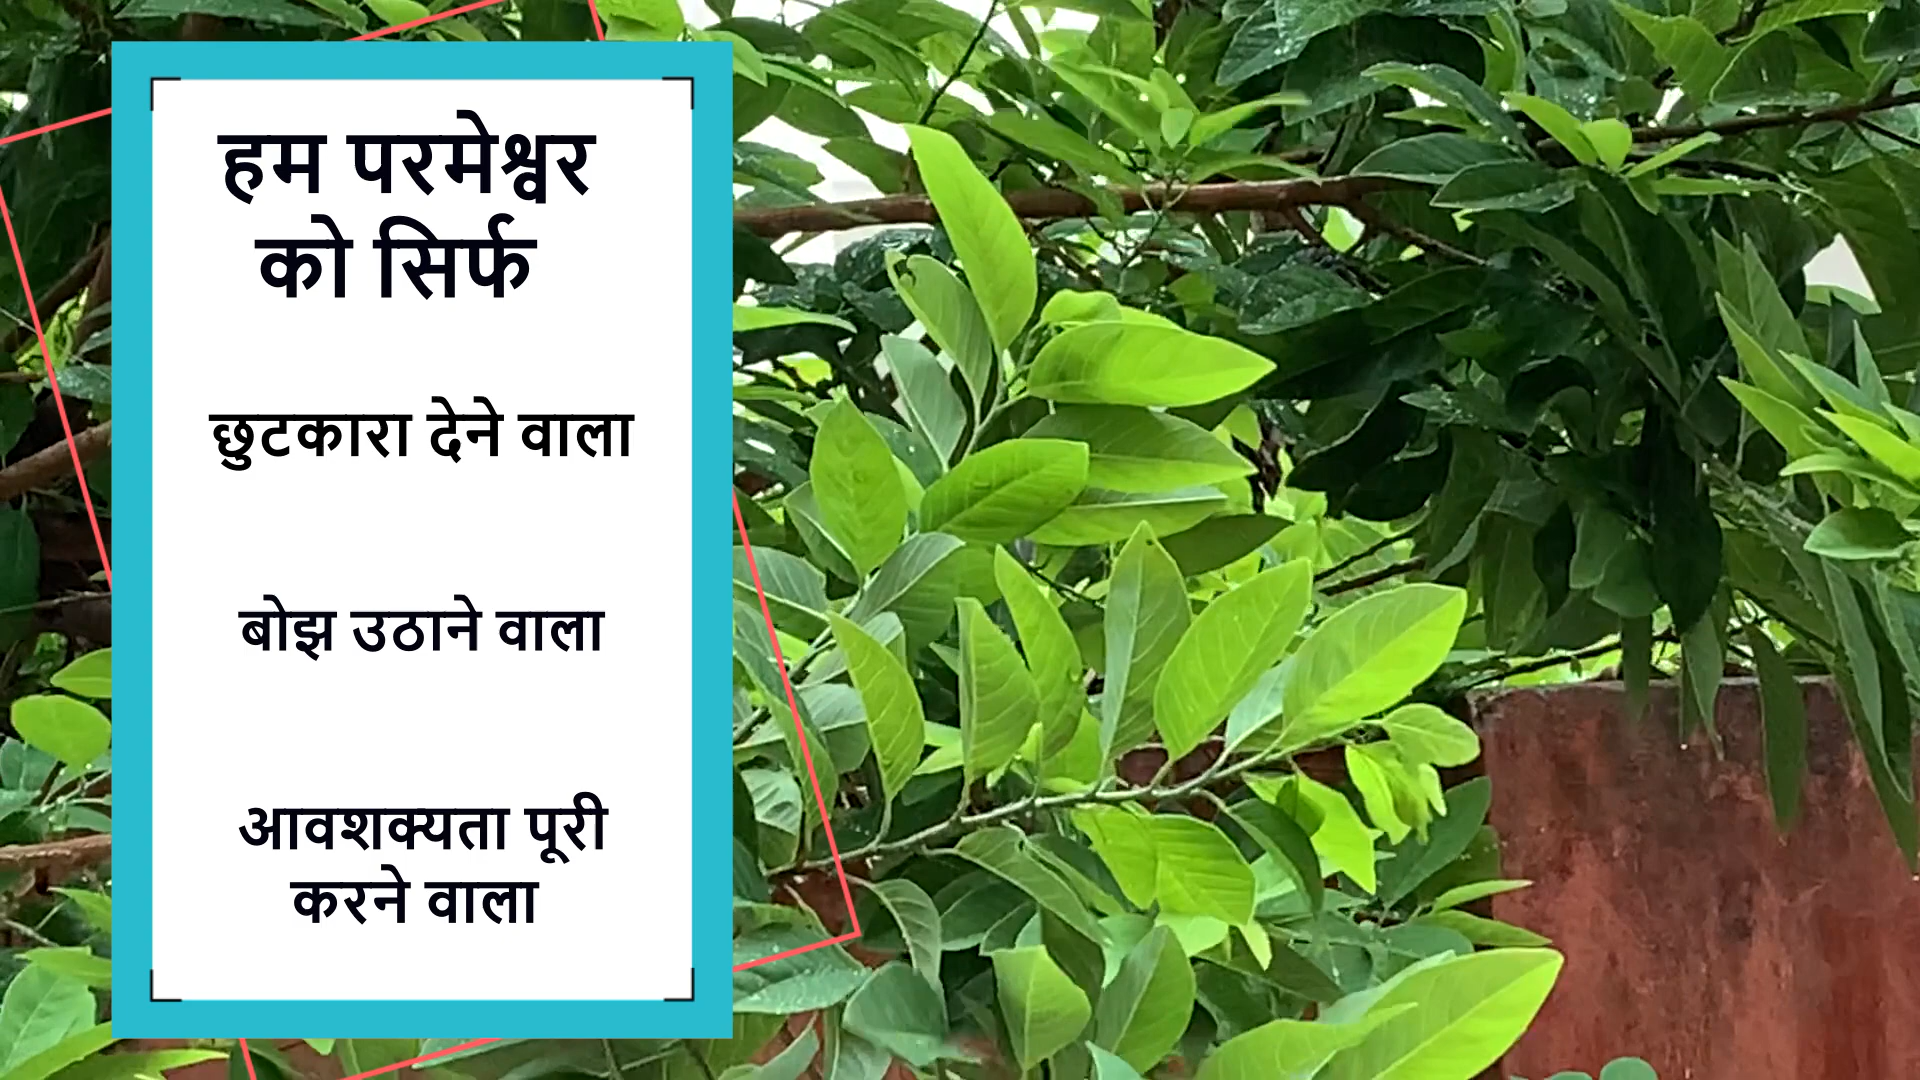 हम परमेश्वर
को सिर्फ
छुटकारा देने वाला
बोझ उठाने वाला
आवशक्यता पूरी
करने वाला